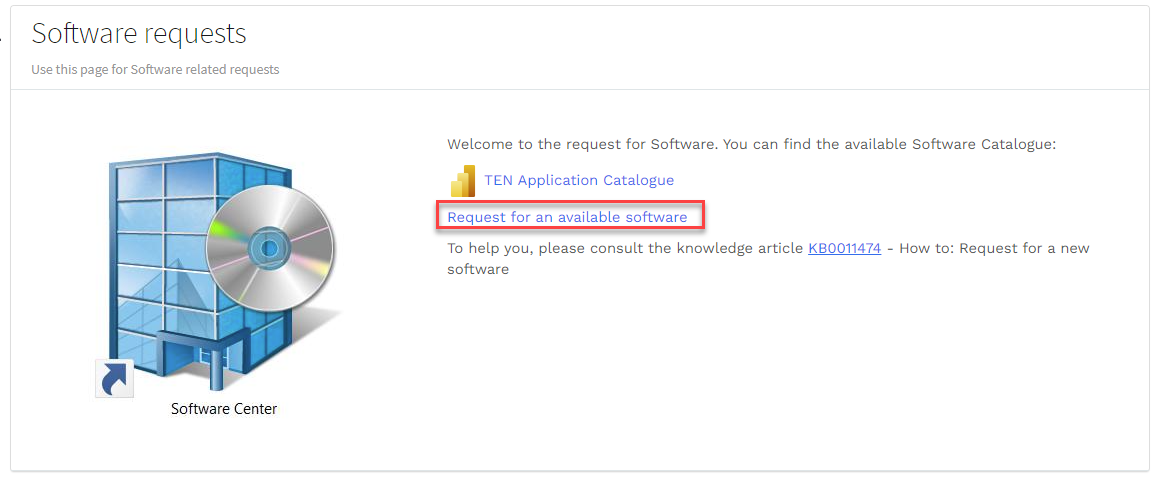 Software requests
Use this page for Software related requests
Welcome to the request for Software. You can find the available Software Catalogue:
TEN Application Catalogue
Request for an available software
To help you, please consult the knowledge article KB0011474 - How to: Request for a new
software
Software Center